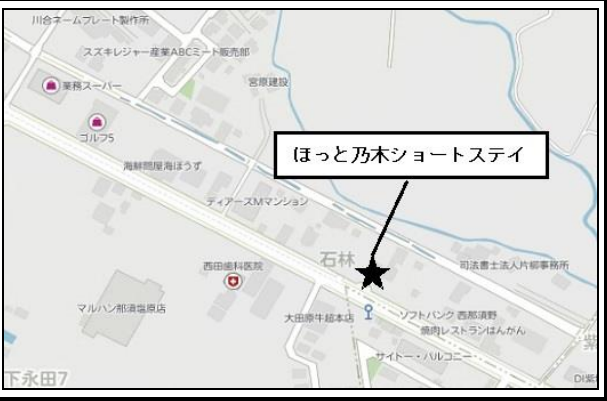 川合ネームプレート製作所
スズキレジャー産業ABCミート販売部
業務スーパー
宮原建設
ゴルフ5
ほっと乃木ショートステイ
海鮮問屋海ほうず
ディアーズMマンション
石林
西田歯科医院
司法書士法人片柳事務所
マルハン那須塩原店
大田原牛超本店
ソフトバンク 西那須野
焼肉レストランはんがん
サイトー・バルコニー
下永田7